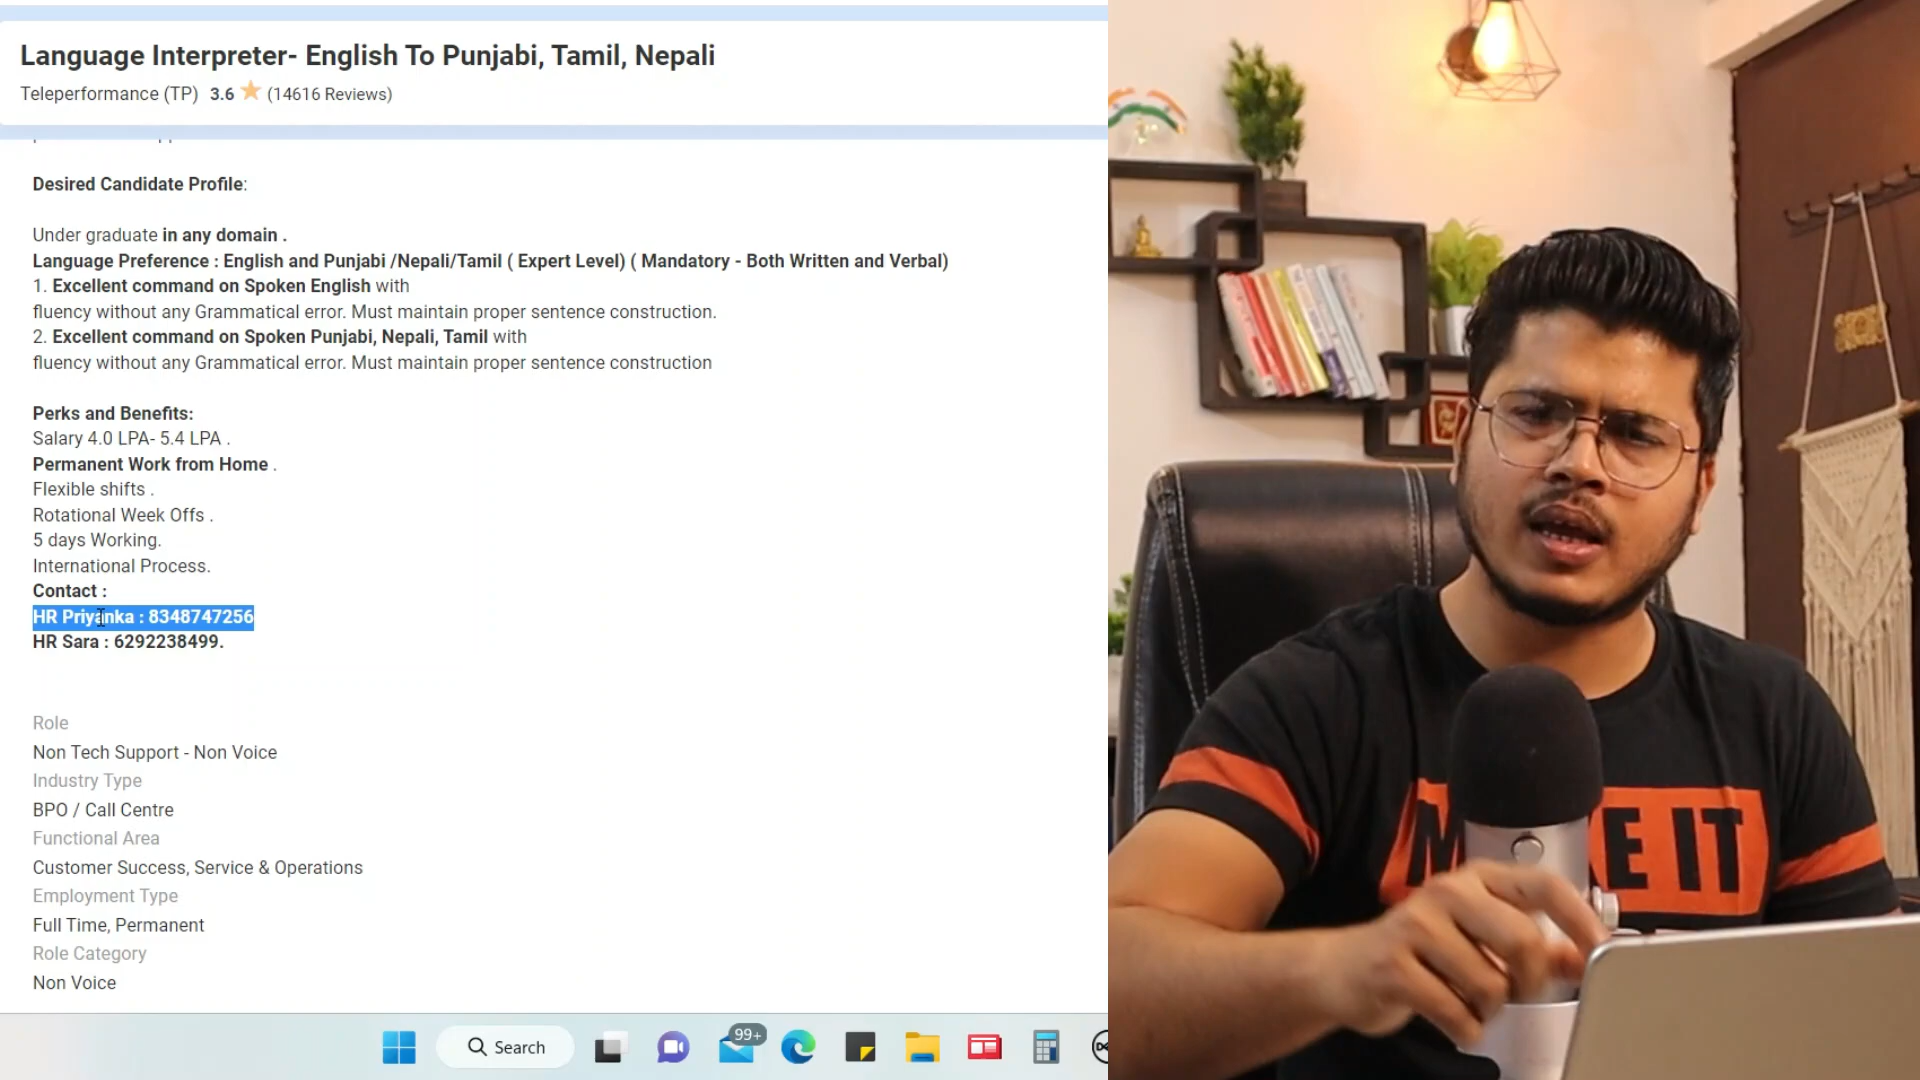 Language Interpreter- English To Punjabi, Tamil, Nepali
Teleperformance (TP) 3.6 (14616 Reviews)
Desired Candidate Profile:
Under graduate in any domain .
Language Preference : English and Punjabi /Nepali/Tamil ( Expert Level) ( Mandatory - Both Written and Verbal)
1. Excellent command on Spoken English with
fluency without any Grammatical error. Must maintain proper sentence construction.
2. Excellent command on Spoken Punjabi, Nepali, Tamil with
fluency without any Grammatical error. Must maintain proper sentence construction
Perks and Benefits:
Salary 4.0 LPA- 5.4 LPA .
Permanent Work from Home .
Flexible shifts .
Rotational Week Offs .
5 days Working.
International Process.
Contact :
HR Priyanka : 8348747256
HR Sara : 6292238499.
Role
Non Tech Support - Non Voice
Industry Type
BPO / Call Centre
Functional Area
Customer Success, Service & Operations
Employment Type
Full Time, Permanent
Role Category
Non Voice
Search
99+
IT